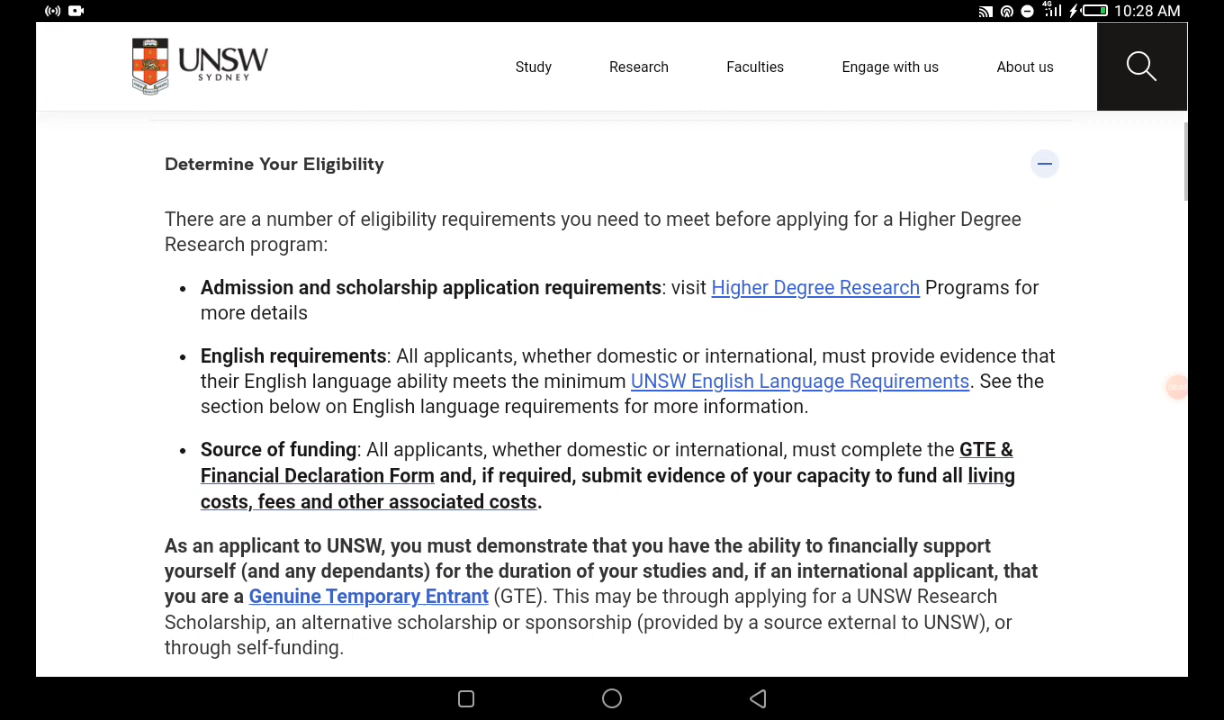 4G 10:28 AM
UNSW
SYDNEY
Study Research Faculties Engage with us About us
Determine Your Eligibility
There are a number of eligibility requirements you need to meet before applying for a Higher Degree
Research program:
• Admission and scholarship application requirements: visit Higher Degree Research Programs for
more details
• English requirements: All applicants, whether domestic or international, must provide evidence that
their English language ability meets the minimum UNSW English Language Requirements. See the
section below on English language requirements for more information.
• Source of funding: All applicants, whether domestic or international, must complete the GTE &
Financial Declaration Form and, if required, submit evidence of your capacity to fund all living
costs, fees and other associated costs.
As an applicant to UNSW, you must demonstrate that you have the ability to financially support
yourself (and any dependants) for the duration of your studies and, if an international applicant, that
you are a Genuine Temporary Entrant (GTE). This may be through applying for a UNSW Research
Scholarship, an alternative scholarship or sponsorship (provided by a source external to UNSW), or
through self-funding.